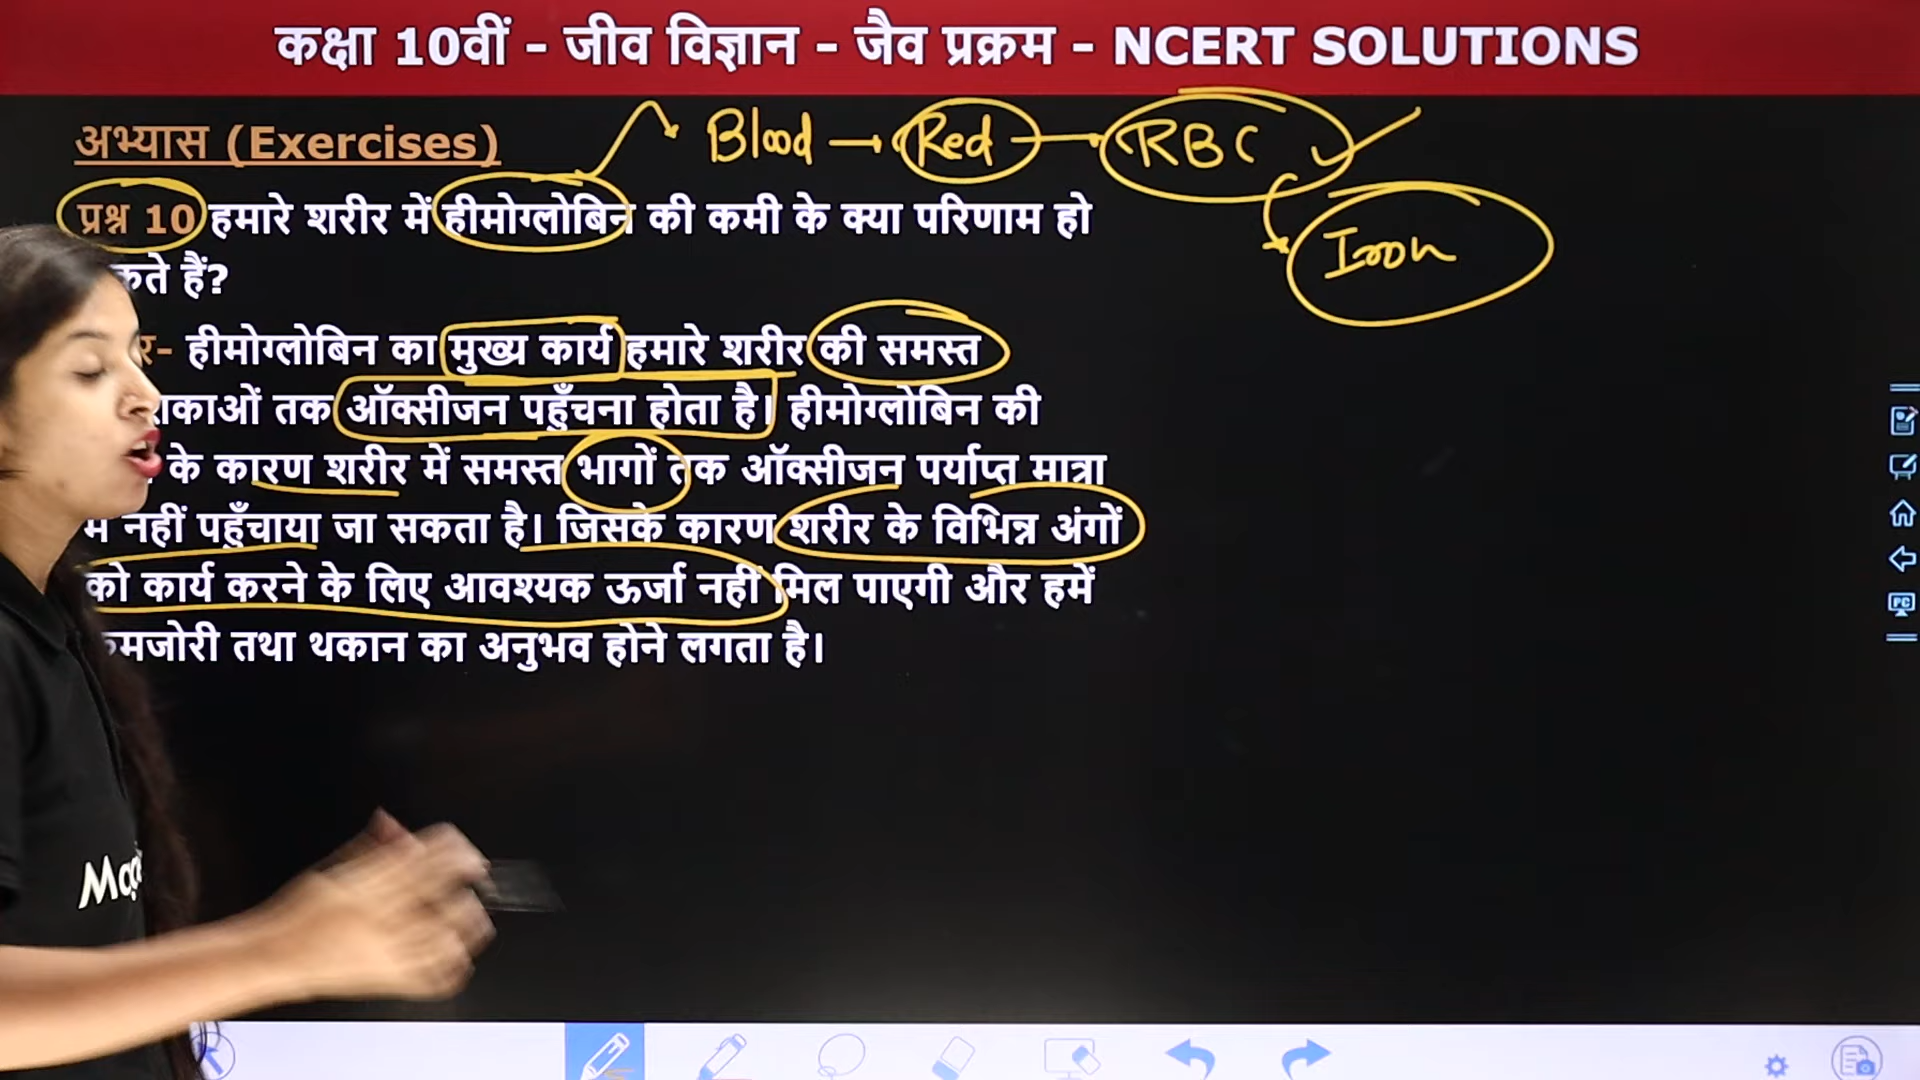 कक्षा 10वीं - जीव विज्ञान - जैव प्रक्रम - NCERT SOLUTIONS
अभ्यास (Exercises)
Blood → Red → RBC
Iron
प्रश्न 10 हमारे शरीर में हीमोग्लोबिन की कमी के क्या परिणाम हो
हैं?
हीमोग्लोबिन का मुख्य कार्य हमारे शरीर की समस्त
तक ऑक्सीजन पहुँचना होता है। हीमोग्लोबिन की
के कारण शरीर में समस्त भागों तक ऑक्सीजन पर्याप्त मात्रा
में नहीं पहुँचाया जा सकता है। जिसके कारण शरीर के विभिन्न अंगों
को कार्य करने के लिए आवश्यक ऊर्जा नहीं मिल पाएगी और हमें
कमजोरी तथा थकान का अनुभव होने लगता है।
PC